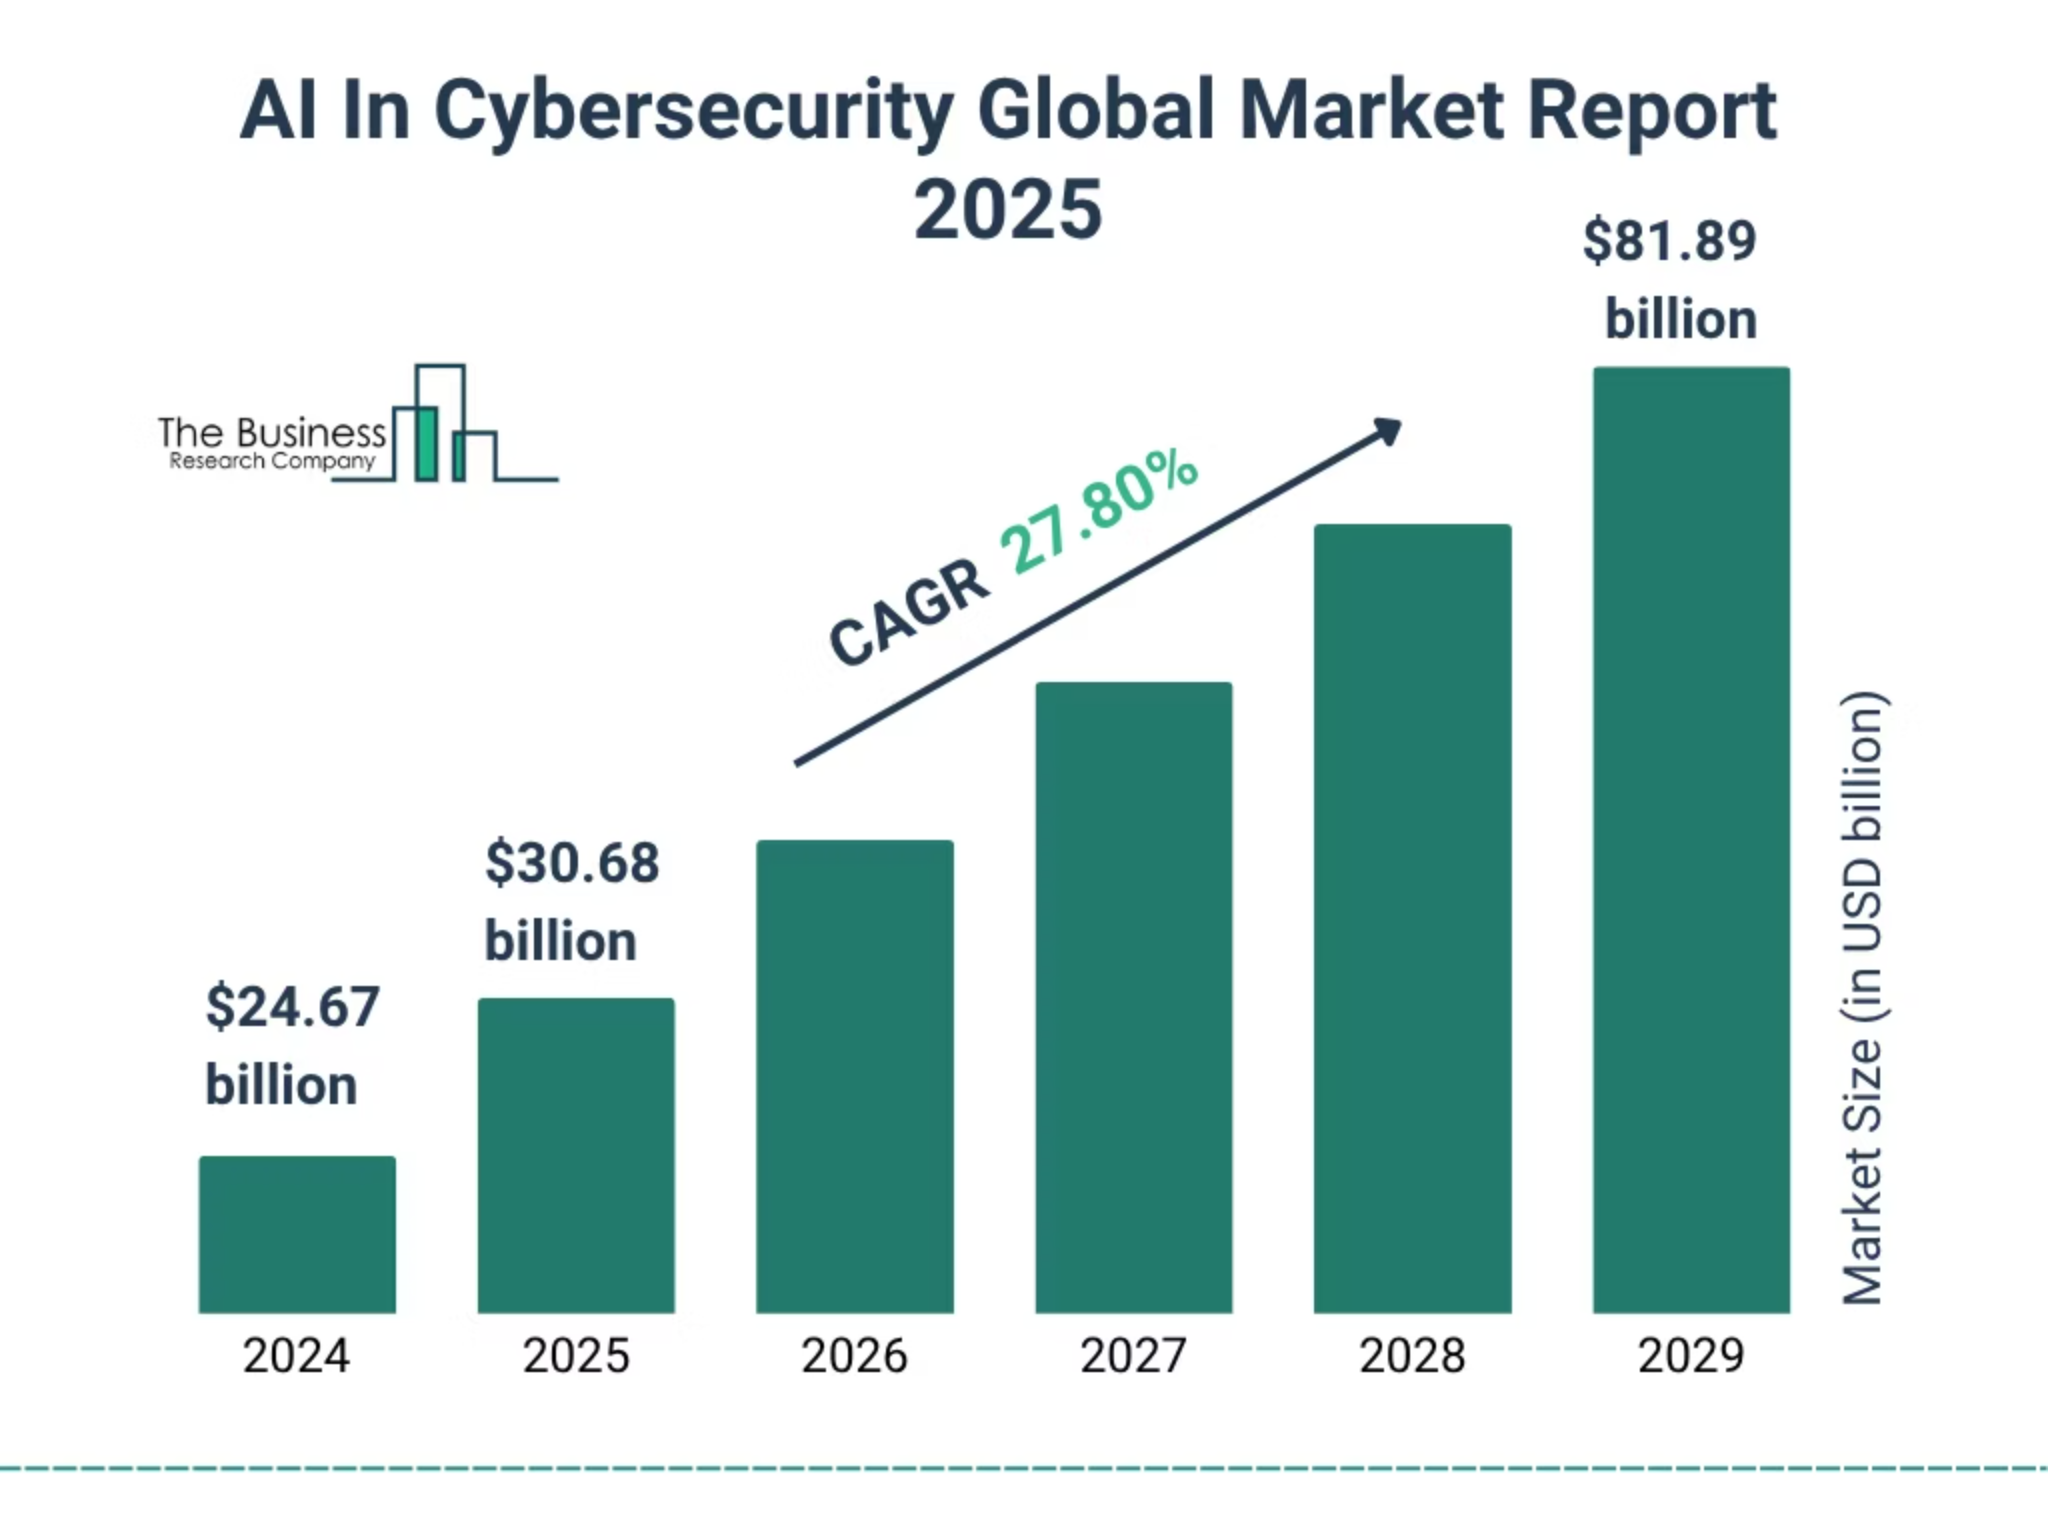 AI In Cybersecurity Global Market Report
2025
$81.89
billion
The Business
Research Company
CAGR 27.80%
$30.68
billion
$24.67
billion
Market Size (in USD billion)
2024 2025 2026 2027 2028 2029